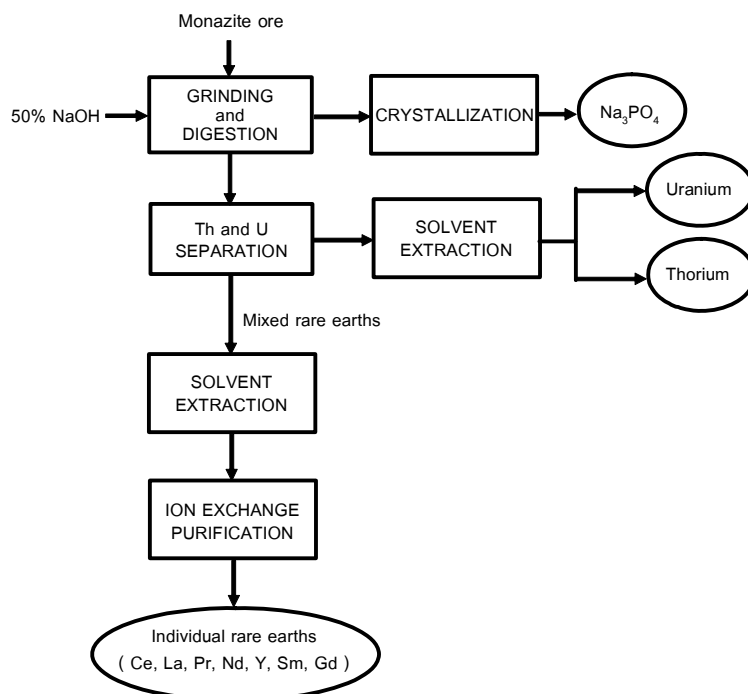 Monazite ore
50% NaOH
GRINDING
and
DIGESTION
CRYSTALLIZATION
Na₃PO₄
Th and U
SEPARATION
SOLVENT
EXTRACTION
Uranium
Thorium
Mixed rare earths
SOLVENT
EXTRACTION
ION EXCHANGE
PURIFICATION
Individual rare earths
( Ce, La, Pr, Nd, Y, Sm, Gd )